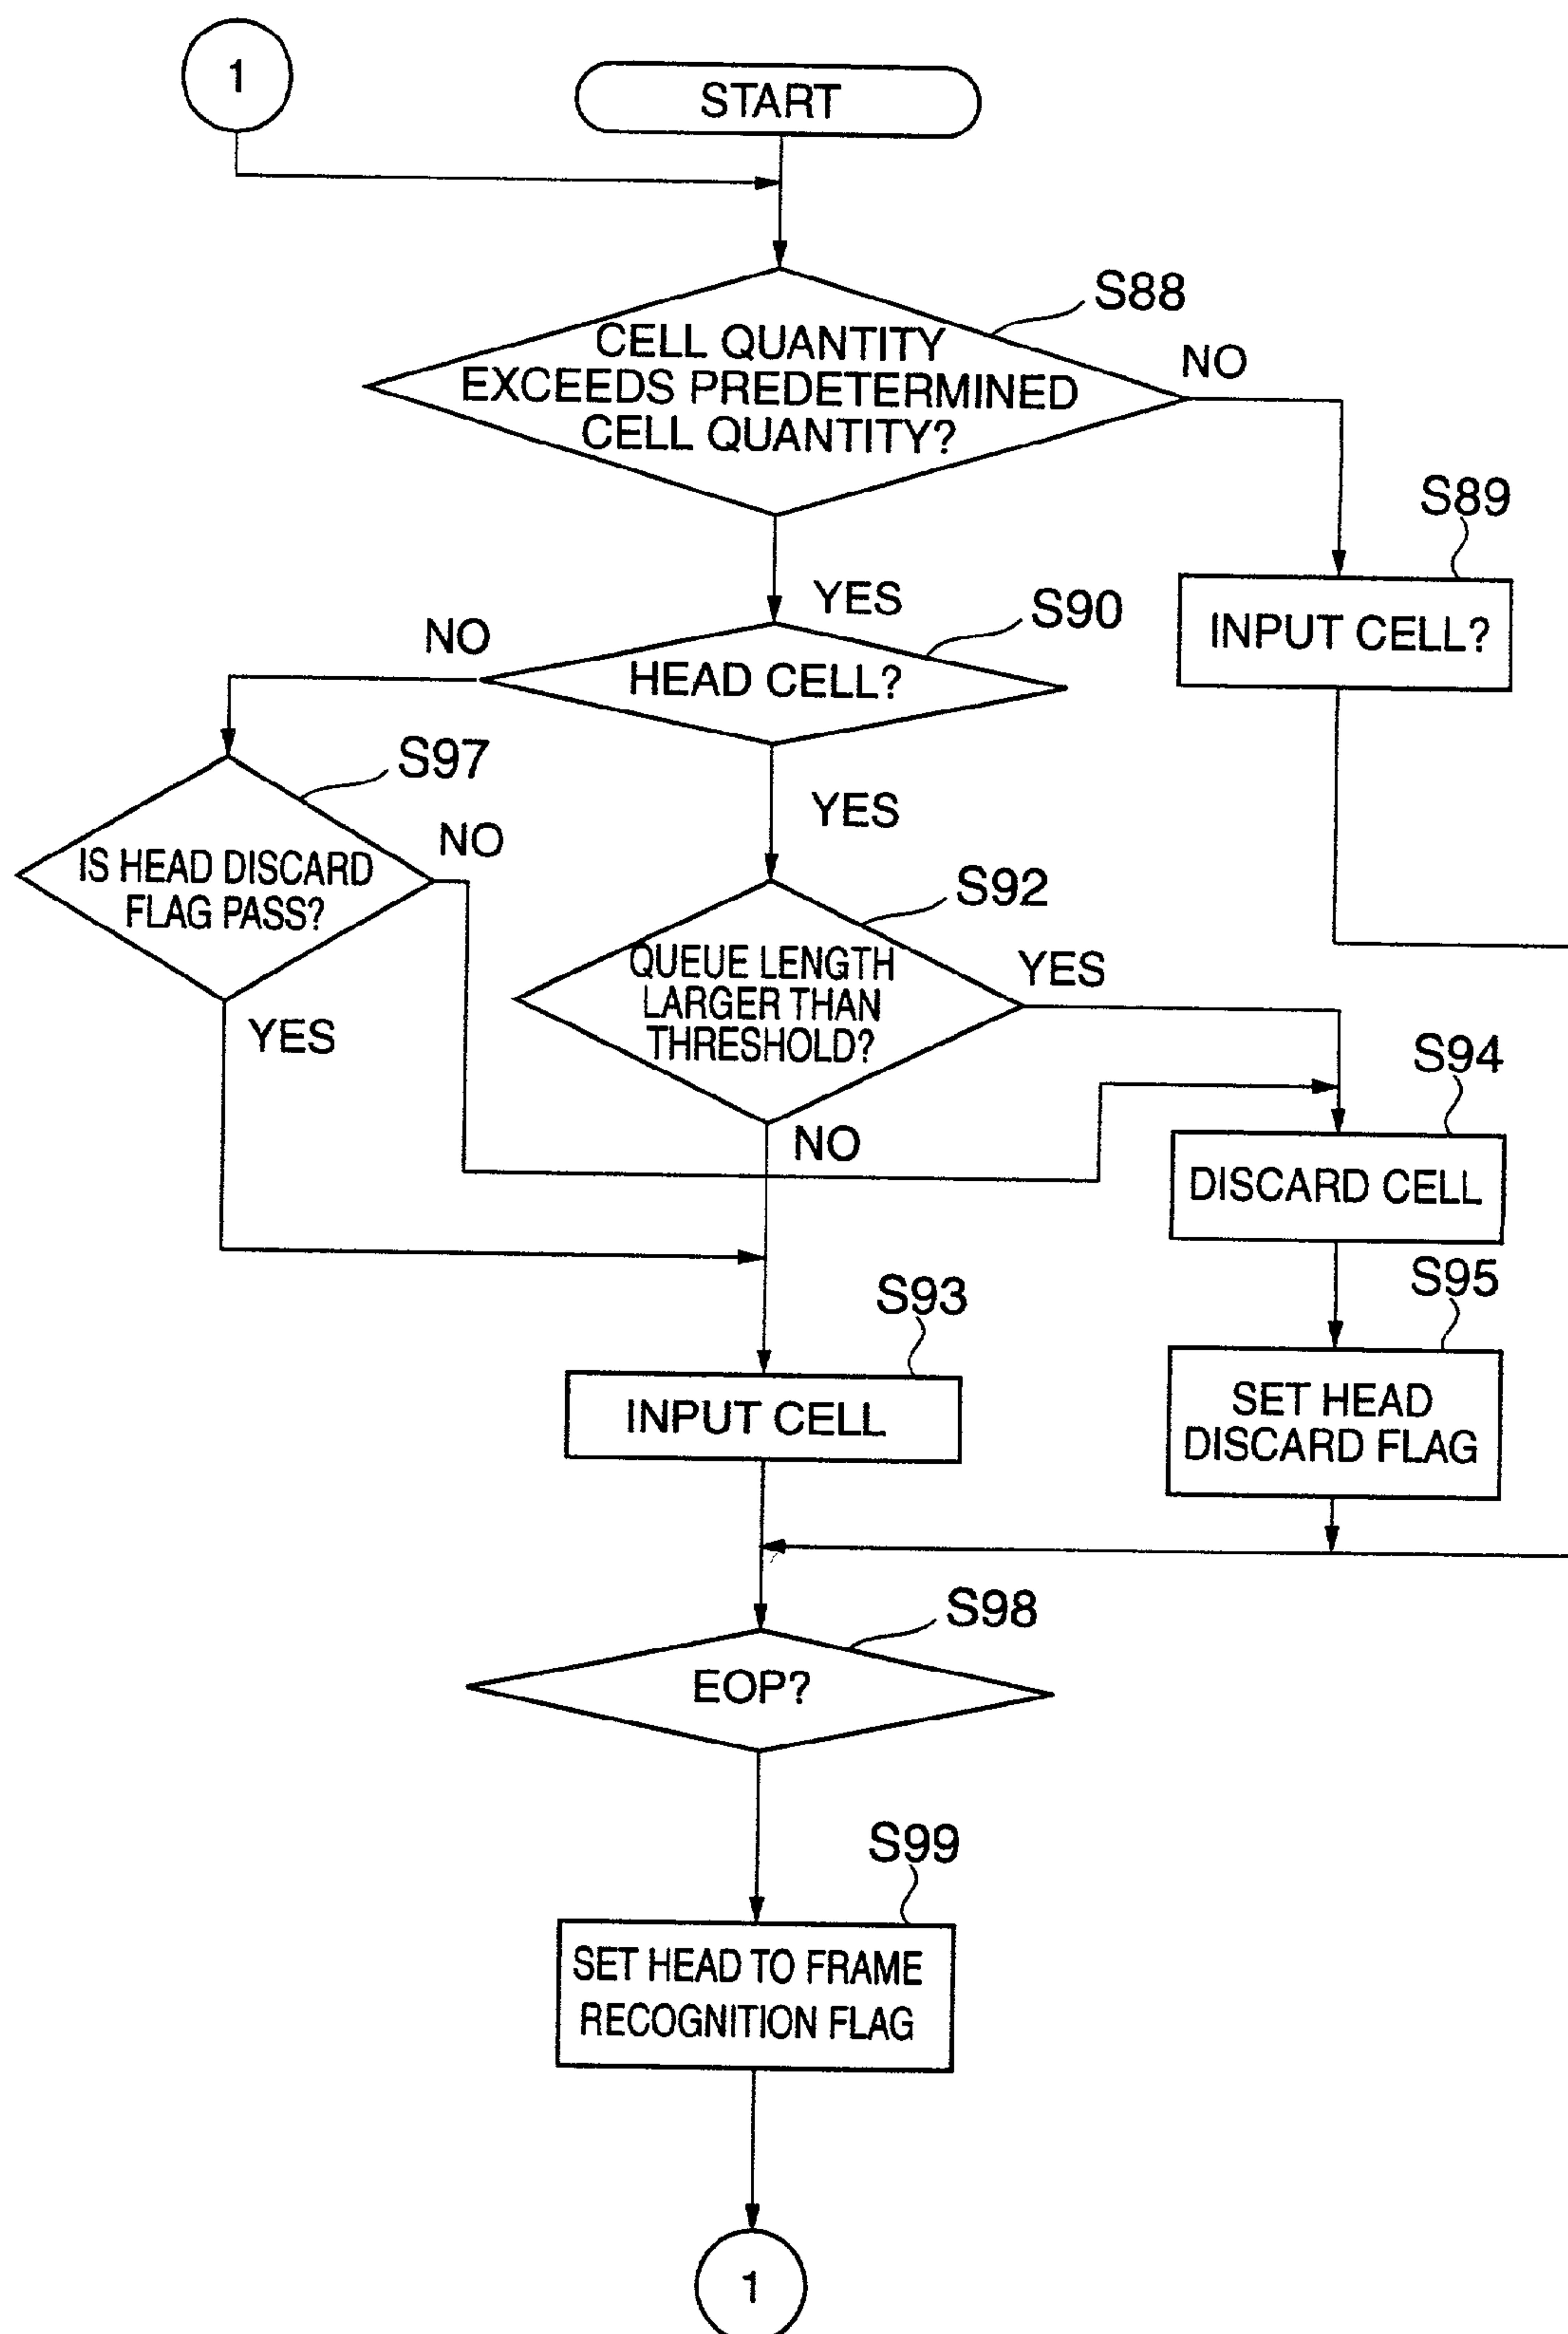 1
START
S88
CELL QUANTITY
EXCEEDS PREDETERMINED
CELL QUANTITY?
NO
S89
INPUT CELL?
YES
S90
NO
HEAD CELL?
S97
YES
NO
IS HEAD DISCARD
FLAG PASS?
S92
QUEUE LENGTH
LARGER THAN
THRESHOLD?
YES
YES
S94
NO
DISCARD CELL
S95
S93
SET HEAD
DISCARD FLAG
INPUT CELL
S98
EOP?
S99
SET HEAD TO FRAME
RECOGNITION FLAG
1